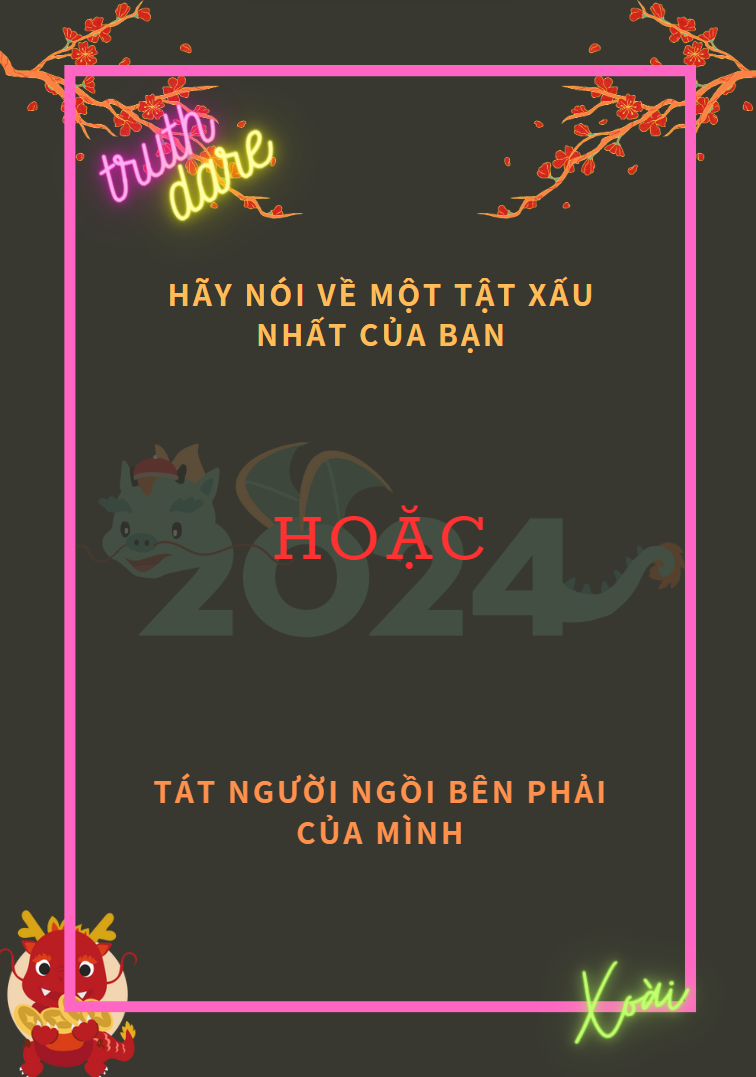 truth
dare
HÃY NÓI VỀ MỘT TẬT XẤU
NHẤT CỦA BẠN
2024
HOẶC
TÁT NGƯỜI NGỒI BÊN PHẢI
CỦA MÌNH
Xoài